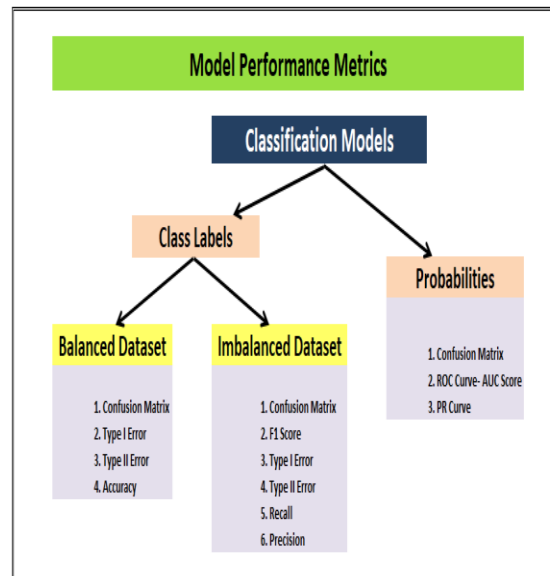 Model Performance Metrics
Classification Models
Class Labels
Probabilities
1. Confusion Matrix
2. ROC Curve- AUC Score
3. PR Curve
Balanced Dataset
1. Confusion Matrix
2. Type I Error
3. Type II Error
4. Accuracy
Imbalanced Dataset
1. Confusion Matrix
2. F1 Score
3. Type I Error
4. Type II Error
5. Recall
6. Precision